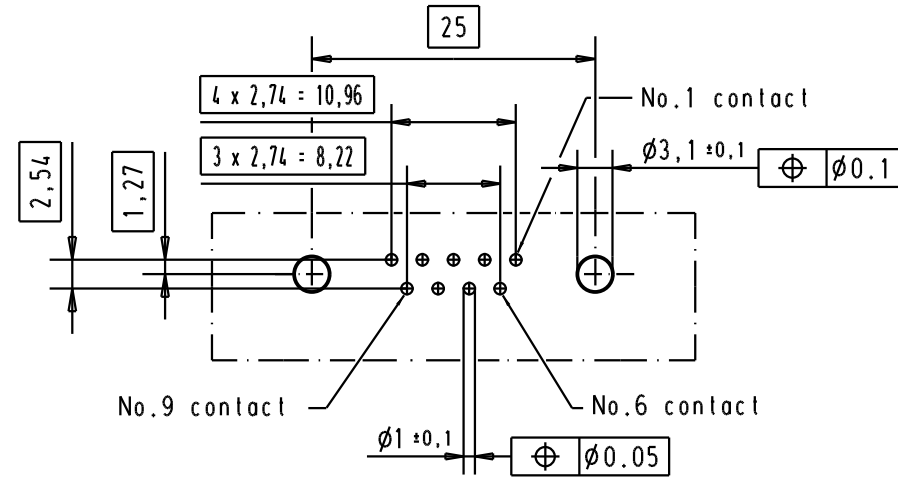 25
4 x 2,74 = 10,96
No.1 contact
3 x 2,74 = 8,22
ø3,1 ±0,1
ø0.1
2,54
1,27
No.9 contact
No.6 contact
ø1 ±0,1
ø0.05